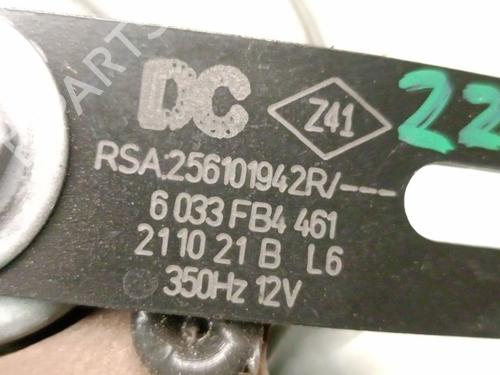 DC Z41 22
RSA.256101942R/---
6 033 FB4 461
21 10 21 B L6
350Hz 12V